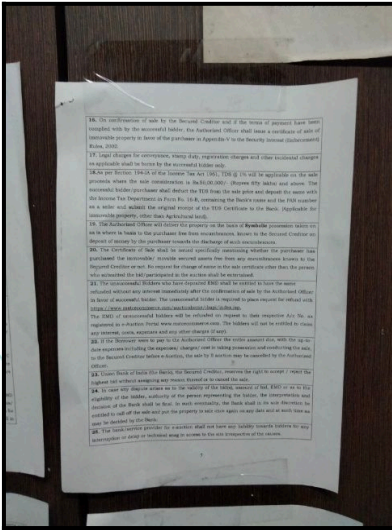 16. On confirmation of sale by the Secured Creditor and if the terms of payment have been
complied with by the successful bidder, the Authorized Officer shall issue a certificate of sale of
immovable property in favor of the purchaser in Appendix V to the Security Interest (Enforcement)
Rules, 2002.
17. Legal charges for conveyance, stamp duty, registration charges and other incidental charges
as applicable shall be borne by the successful bidder only.
18. As per Section 194-IA of the Income Tax Act 1961, TDS @ 1% will be applicable on the sale
proceeds where the sale consideration is Rs.50,00,000/- (Rupees fifty lakhs) and above. The
successful bidder/purchaser shall deduct the TDS from the sale price and deposit the same with
the Income Tax Department in Form No. 16-B, containing the Bank's name and the PAN number
as a seller and submit the original receipt of the TDS Certificate to the Bank. (Applicable for
immovable property, other than Agricultural land).
19. The Authorized Officer will deliver the property on the basis of Symbolic possession taken on
as is where is basis to the purchaser free from encumbrances known to the Secured Creditor on
deposit of money by the purchaser towards the discharge of such encumbrances.
20. The Certificate of Sale shall be issued specifically mentioning whether the purchaser has
purchased the immovable/ movable secured assets free from any encumbrances known to the
Secured Creditor or not. No request for change of name in the sale certificate other than the person
who submitted the bid/participated in the auction shall be entertained.
21. The unsuccessful Bidders who have deposited EMD shall be entitled to have the same
refunded without any interest immediately after the confirmation of sale by the Authorized Officer
in favor of successful bidder. The unsuccessful bidder is required to place request for refund with
The EMD of unsuccessful bidders will be refunded on request to their respective A/c No. as
registered in e-Auction Portal The bidders will not be entitled to claim
any interest, costs, expenses and any other charges (if any).
22. If the Borrower were to pay to the Authorized Officer the entire amount due, with the up-to-
date expenses including the expenses/ charges/ cost in taking possession and conducting the sale,
to the Secured Creditor before e-Auction, the sale by E-auction may be cancelled by the Authorized
Officer.
23. Bank of India (the Secured Creditor), reserves the right to accept / reject the
highest bid without assigning any reason thereof or to cancel the sale.
24. In case any dispute arises as to the validity of the bid(s), amount of bid, EMD or as to the
eligibility of the bidder, authority of the person representing the bidder, the interpretation and
decision of the Bank shall be final. In such eventuality, the Bank shall in its sole discretion be
entitled to call off the sale and put the property to sale once again on any date and at such time as
may be decided by the Bank.
25. The bank/service provider for e-auction shall not have any liability towards bidders for any
interruption or delay in access to the site irrespective of the causes.